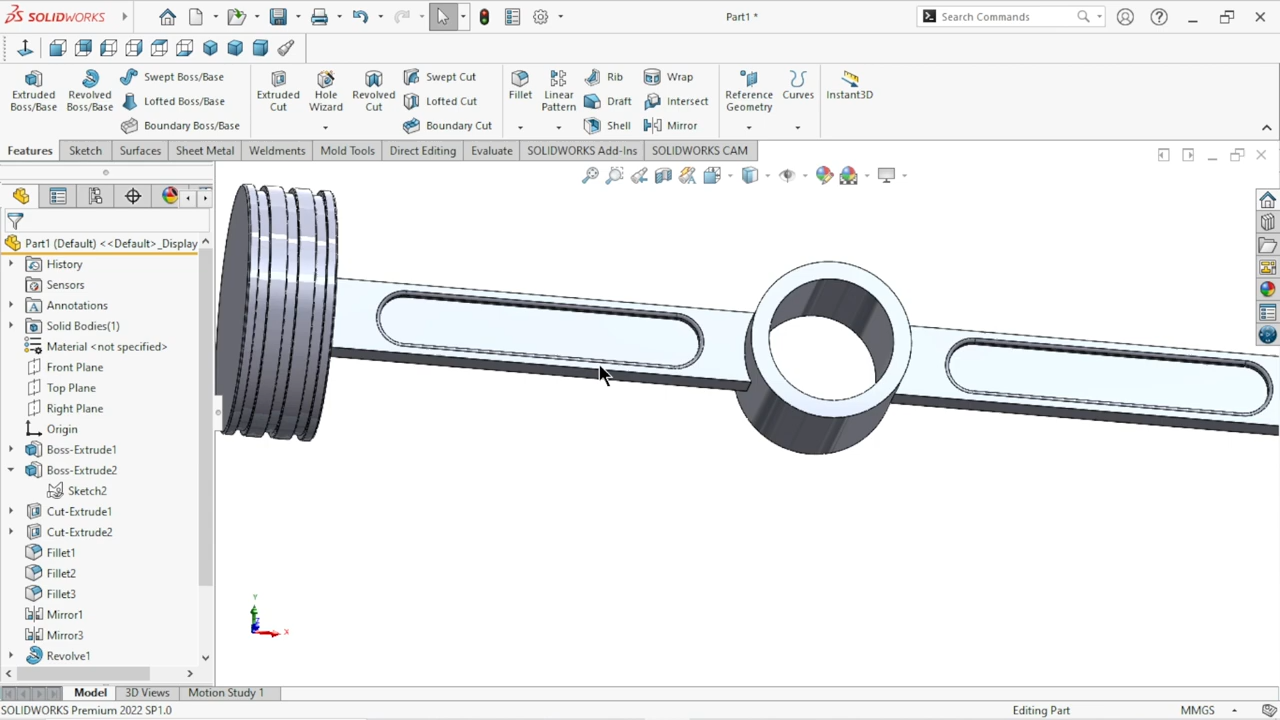 SOLIDWORKS
Part1 *
Search Commands
Extruded Boss/Base
Revolved Boss/Base
Swept Boss/Base
Lofted Boss/Base
Boundary Boss/Base
Extruded Cut
Hole Wizard
Revolved Cut
Swept Cut
Lofted Cut
Boundary Cut
Fillet
Linear Pattern
Rib
Draft
Shell
Wrap
Intersect
Mirror
Reference Geometry
Curves
Instant3D
Features Sketch Surfaces Sheet Metal Weldments Mold Tools Direct Editing Evaluate SOLIDWORKS Add-Ins SOLIDWORKS CAM
Part1 (Default) <<Default>_Display
History
Sensors
Annotations
Solid Bodies(1)
Material <not specified>
Front Plane
Top Plane
Right Plane
Origin
Boss-Extrude1
Boss-Extrude2
Sketch2
Cut-Extrude1
Cut-Extrude2
Fillet1
Fillet2
Fillet3
Mirror1
Mirror3
Revolve1
Y
Z
X
Model 3D Views Motion Study 1
SOLIDWORKS Premium 2022 SP1.0
Editing Part
MMGS